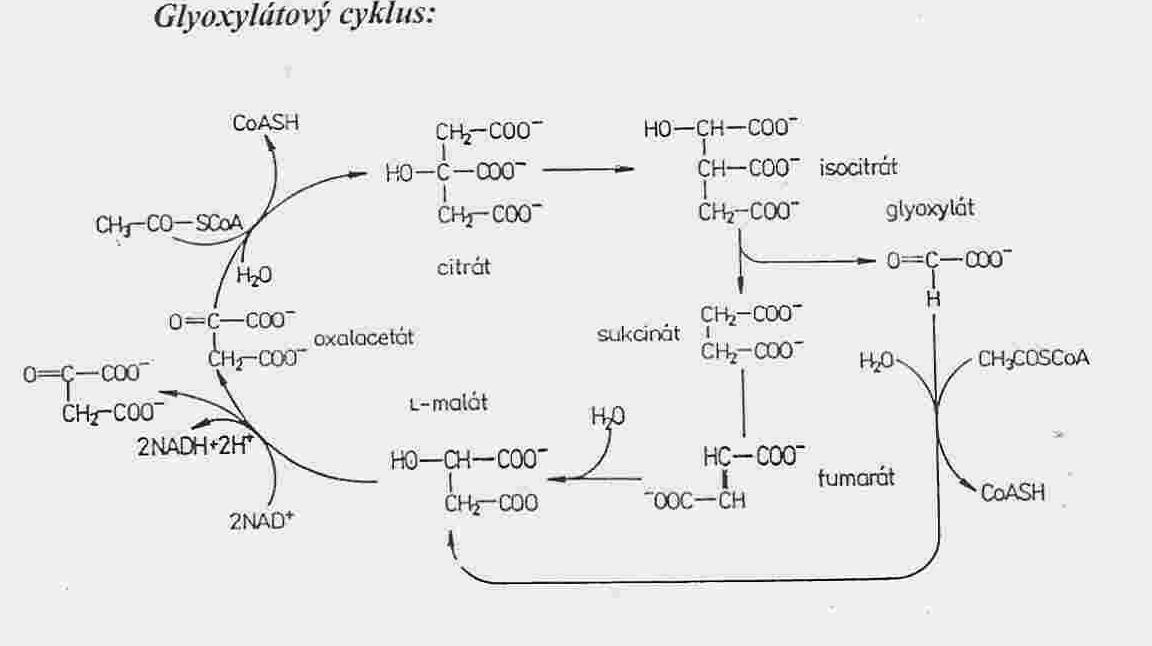 Glyoxylátový cyklus:
CoASH
CH₂—COO⁻
HO—C—COO⁻
CH₂—COO⁻
citrát
HO—CH—COO⁻
CH—COO⁻
CH₂—COO⁻
isocitrát
glyoxylát
O=C—COO⁻
H
CH₃—CO—SCoA
H₂O
O=C—COO⁻
CH₂—COO⁻
oxalacetát
O=C—COO⁻
CH₂—COO⁻
2NADH+2H⁺
2NAD⁺
L-malát
HO—CH—COO⁻
CH₂—COO
H₂O
sukcinát
CH₂—COO⁻
CH₂—COO⁻
HC—COO⁻
⁻OOC—CH
fumarát
H₂O
CH₃COSCoA
CoASH